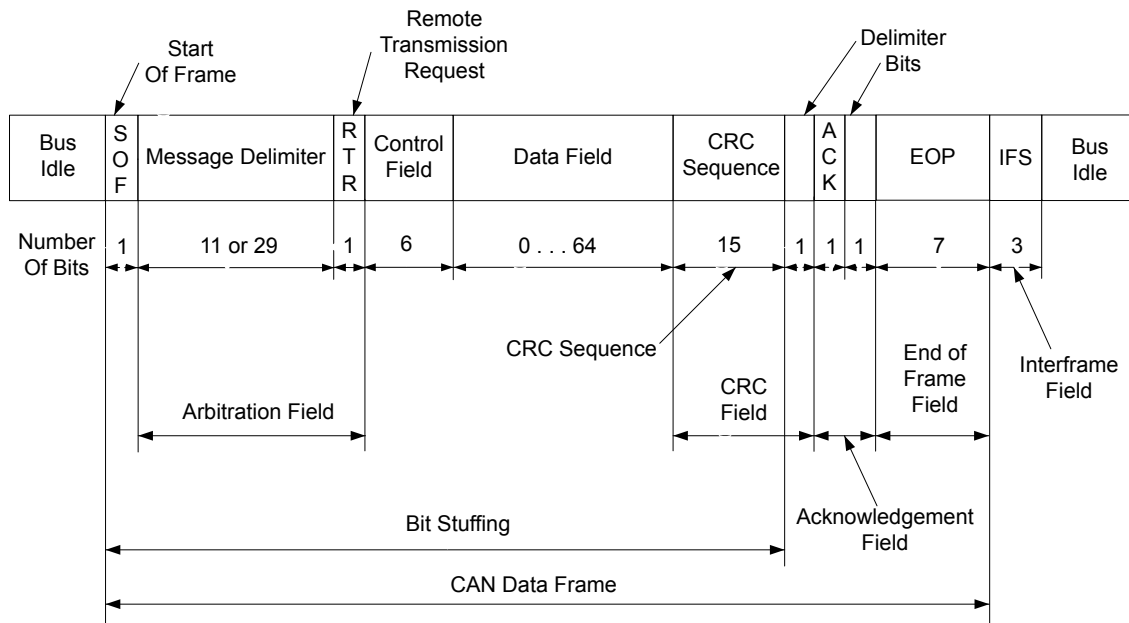 Start
Of Frame
Remote
Transmission
Request
Delimiter
Bits
Bus
Idle
S
O
F
Message Delimiter
R
T
R
Control
Field
Data Field
CRC
Sequence
A
C
K
EOP
IFS
Bus
Idle
Number
Of Bits
1
11 or 29
1
6
0 . . . 64
15
1
1
1
7
3
CRC Sequence
Arbitration Field
CRC
Field
End of
Frame
Field
Interframe
Field
Bit Stuffing
Acknowledgement
Field
CAN Data Frame